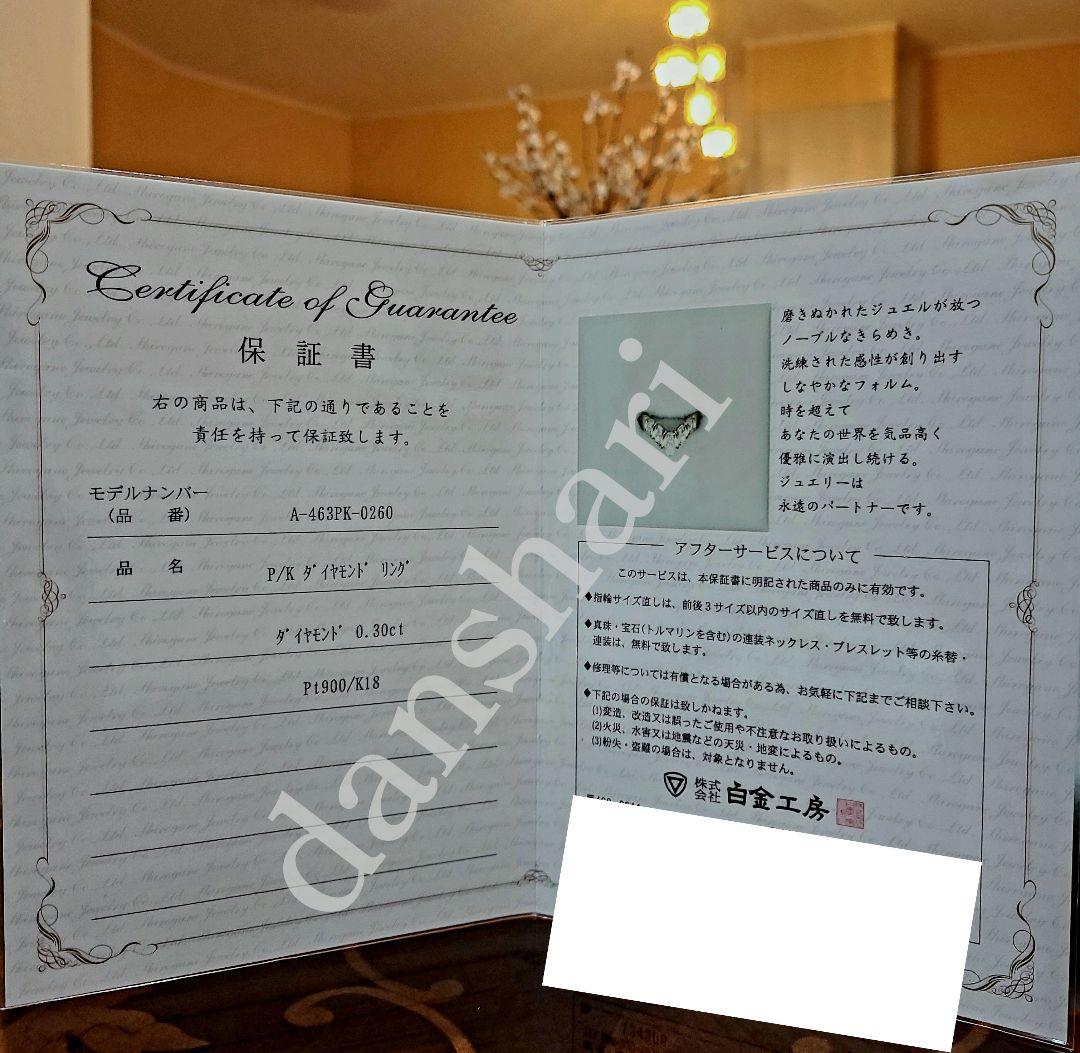 Certificate of Guarantee
保証書
右の商品は、下記の通りであることを
責任を持って保証致します。
モデルナンバー
(品 番) A-463PK-0260
品 名 P/K ﾀﾞｲﾔﾓﾝﾄﾞ ﾘﾝｸﾞ
ﾀﾞｲﾔﾓﾝﾄﾞ 0.30ct
Pt900/K18
磨きぬかれたジュエルが放つ
ノーブルなきらめき。
洗練された感性が創り出す
しなやかなフォルム。
時を超えて
あなたの世界を気品高く
優雅に演出し続ける。
ジュエリーは
永遠のパートナーです。
アフターサービスについて
このサービスは、本保証書に明記された商品のみに有効です。
◆指輪サイズ直しは、前後3サイズ以内のサイズ直しを無料で致します。
◆真珠・宝石(トルマリンを含む)の連装ネックレス・ブレスレット等の糸替・
連装は、無料で致します。
◆修理等については有償となる場合がある為、お気軽に下記までご相談下さい。
◆下記の場合の保証は致しかねます。
(1)変造、改造又は誤ったご使用や不注意なお取り扱いによるもの。
(2)火災、水害又は地震などの天災・地変によるもの。
(3)紛失・盗難の場合は、対象となりません。
株式会社 白金工房
danshari